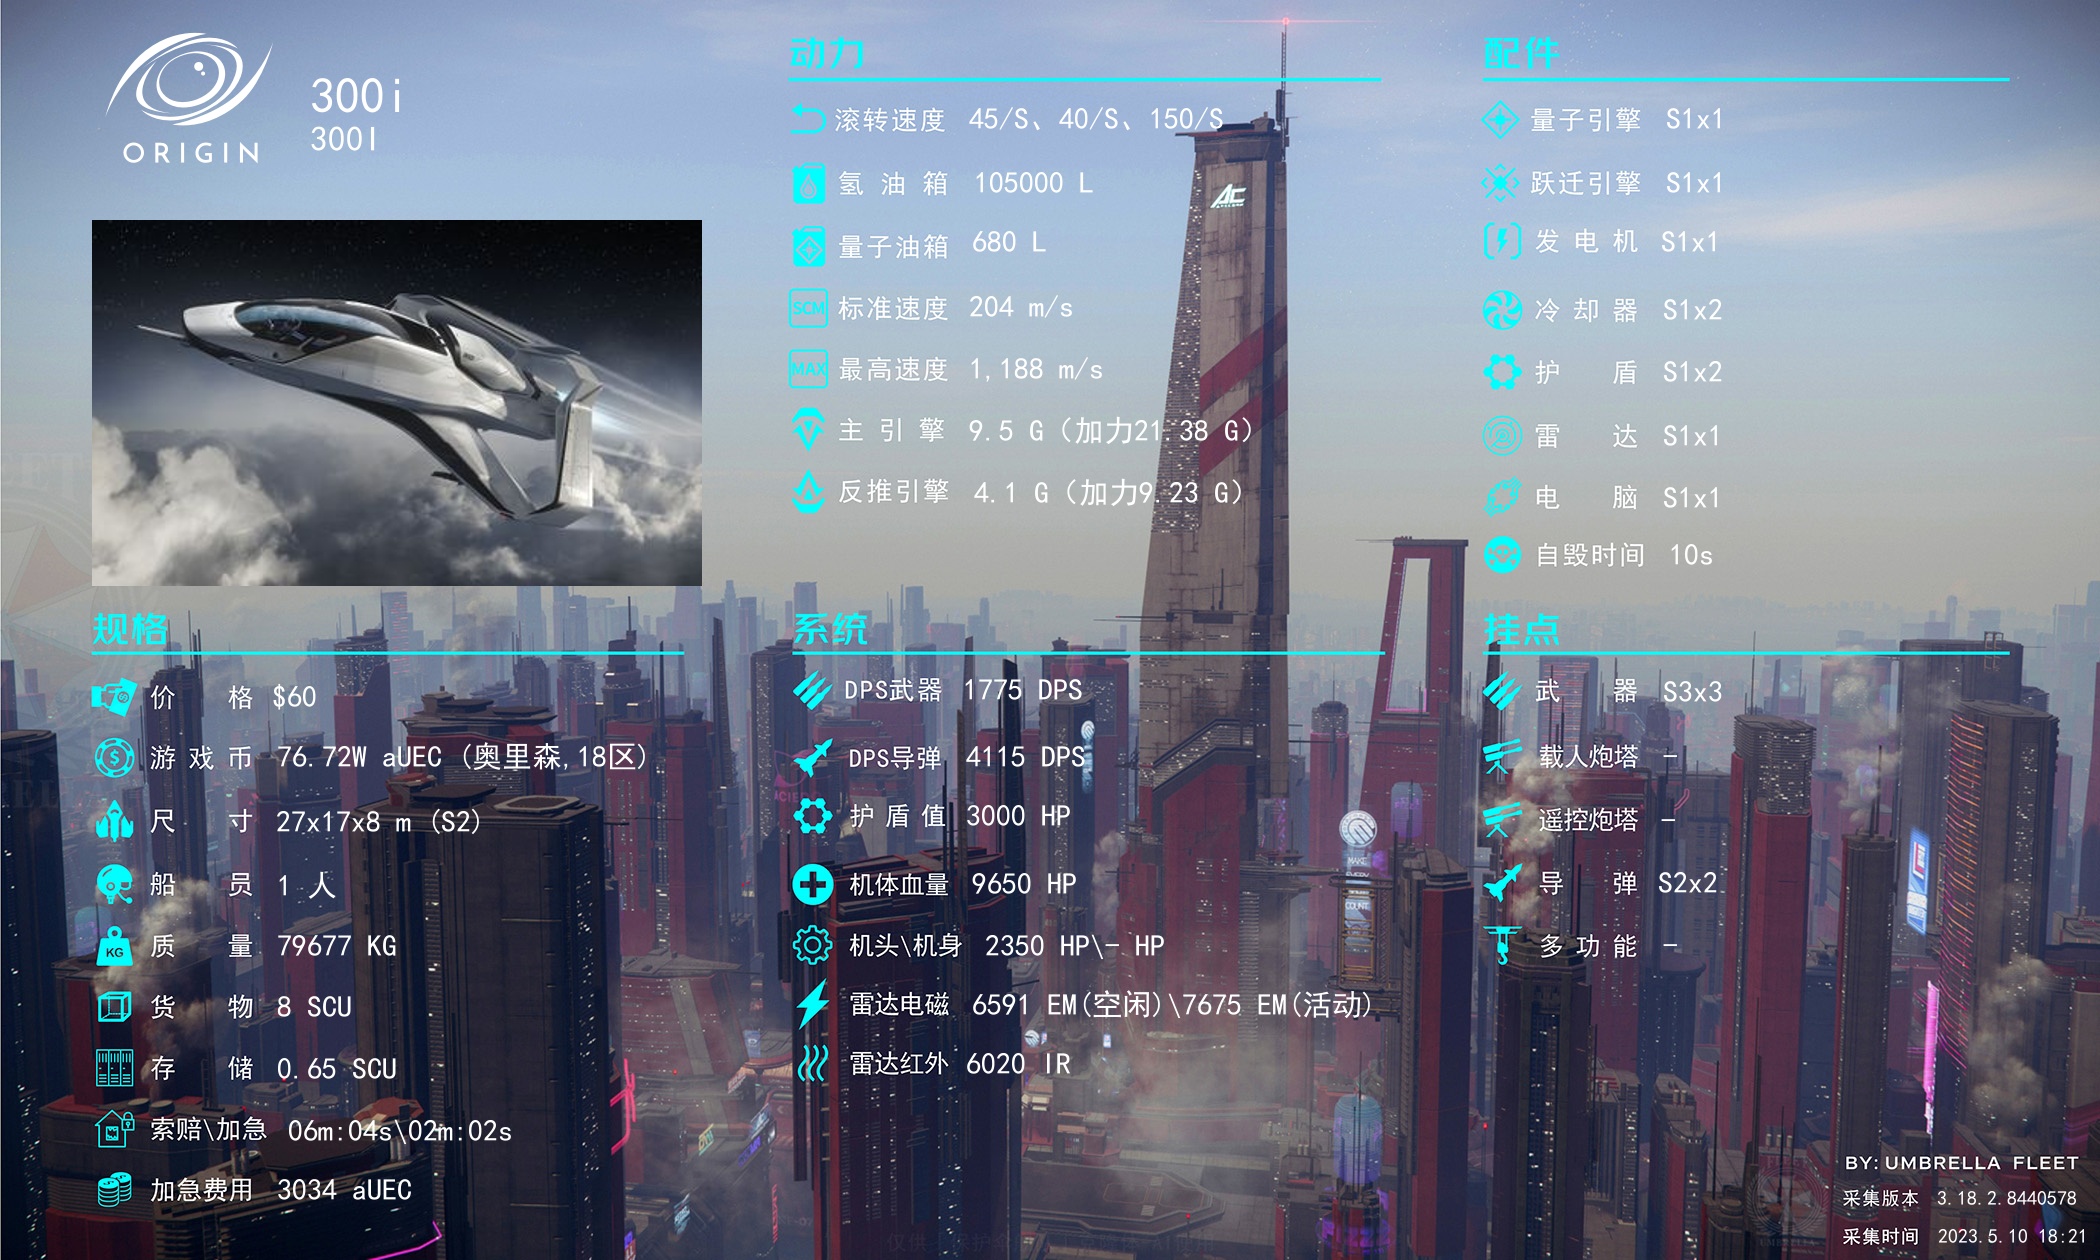 ORIGIN
300i
300I
动力
滚转速度 45/S、40/S、150/S
氢油箱 105000 L
量子油箱 680 L
SCM 标准速度 204 m/s
MAX 最高速度 1,188 m/s
主引擎 9.5 G（加力21.38 G）
反推引擎 4.1 G（加力9.23 G）
配件
量子引擎 S1x1
跃迁引擎 S1x1
发电机 S1x1
冷却器 S1x2
护盾 S1x2
雷达 S1x1
电脑 S1x1
自毁时间 10s
AC
规格
价格 $60
游戏币 76.72W aUEC (奥里森,18区)
尺寸 27x17x8 m (S2)
船员 1 人
KG 质量 79677 KG
货物 8 SCU
存储 0.65 SCU
索赔\加急 06m:04s\02m:02s
加急费用 3034 aUEC
系统
DPS武器 1775 DPS
DPS导弹 4115 DPS
护盾值 3000 HP
机体血量 9650 HP
机头\机身 2350 HP\- HP
雷达电磁 6591 EM(空闲)\7675 EM(活动)
雷达红外 6020 IR
挂点
武器 S3x3
载人炮塔 -
遥控炮塔 -
导弹 S2x2
多功能 -
MAKE
EVERY
COUNT
BY: UMBRELLA FLEET
采集版本 3.18.2.8440578
采集时间 2023.5.10 18:21